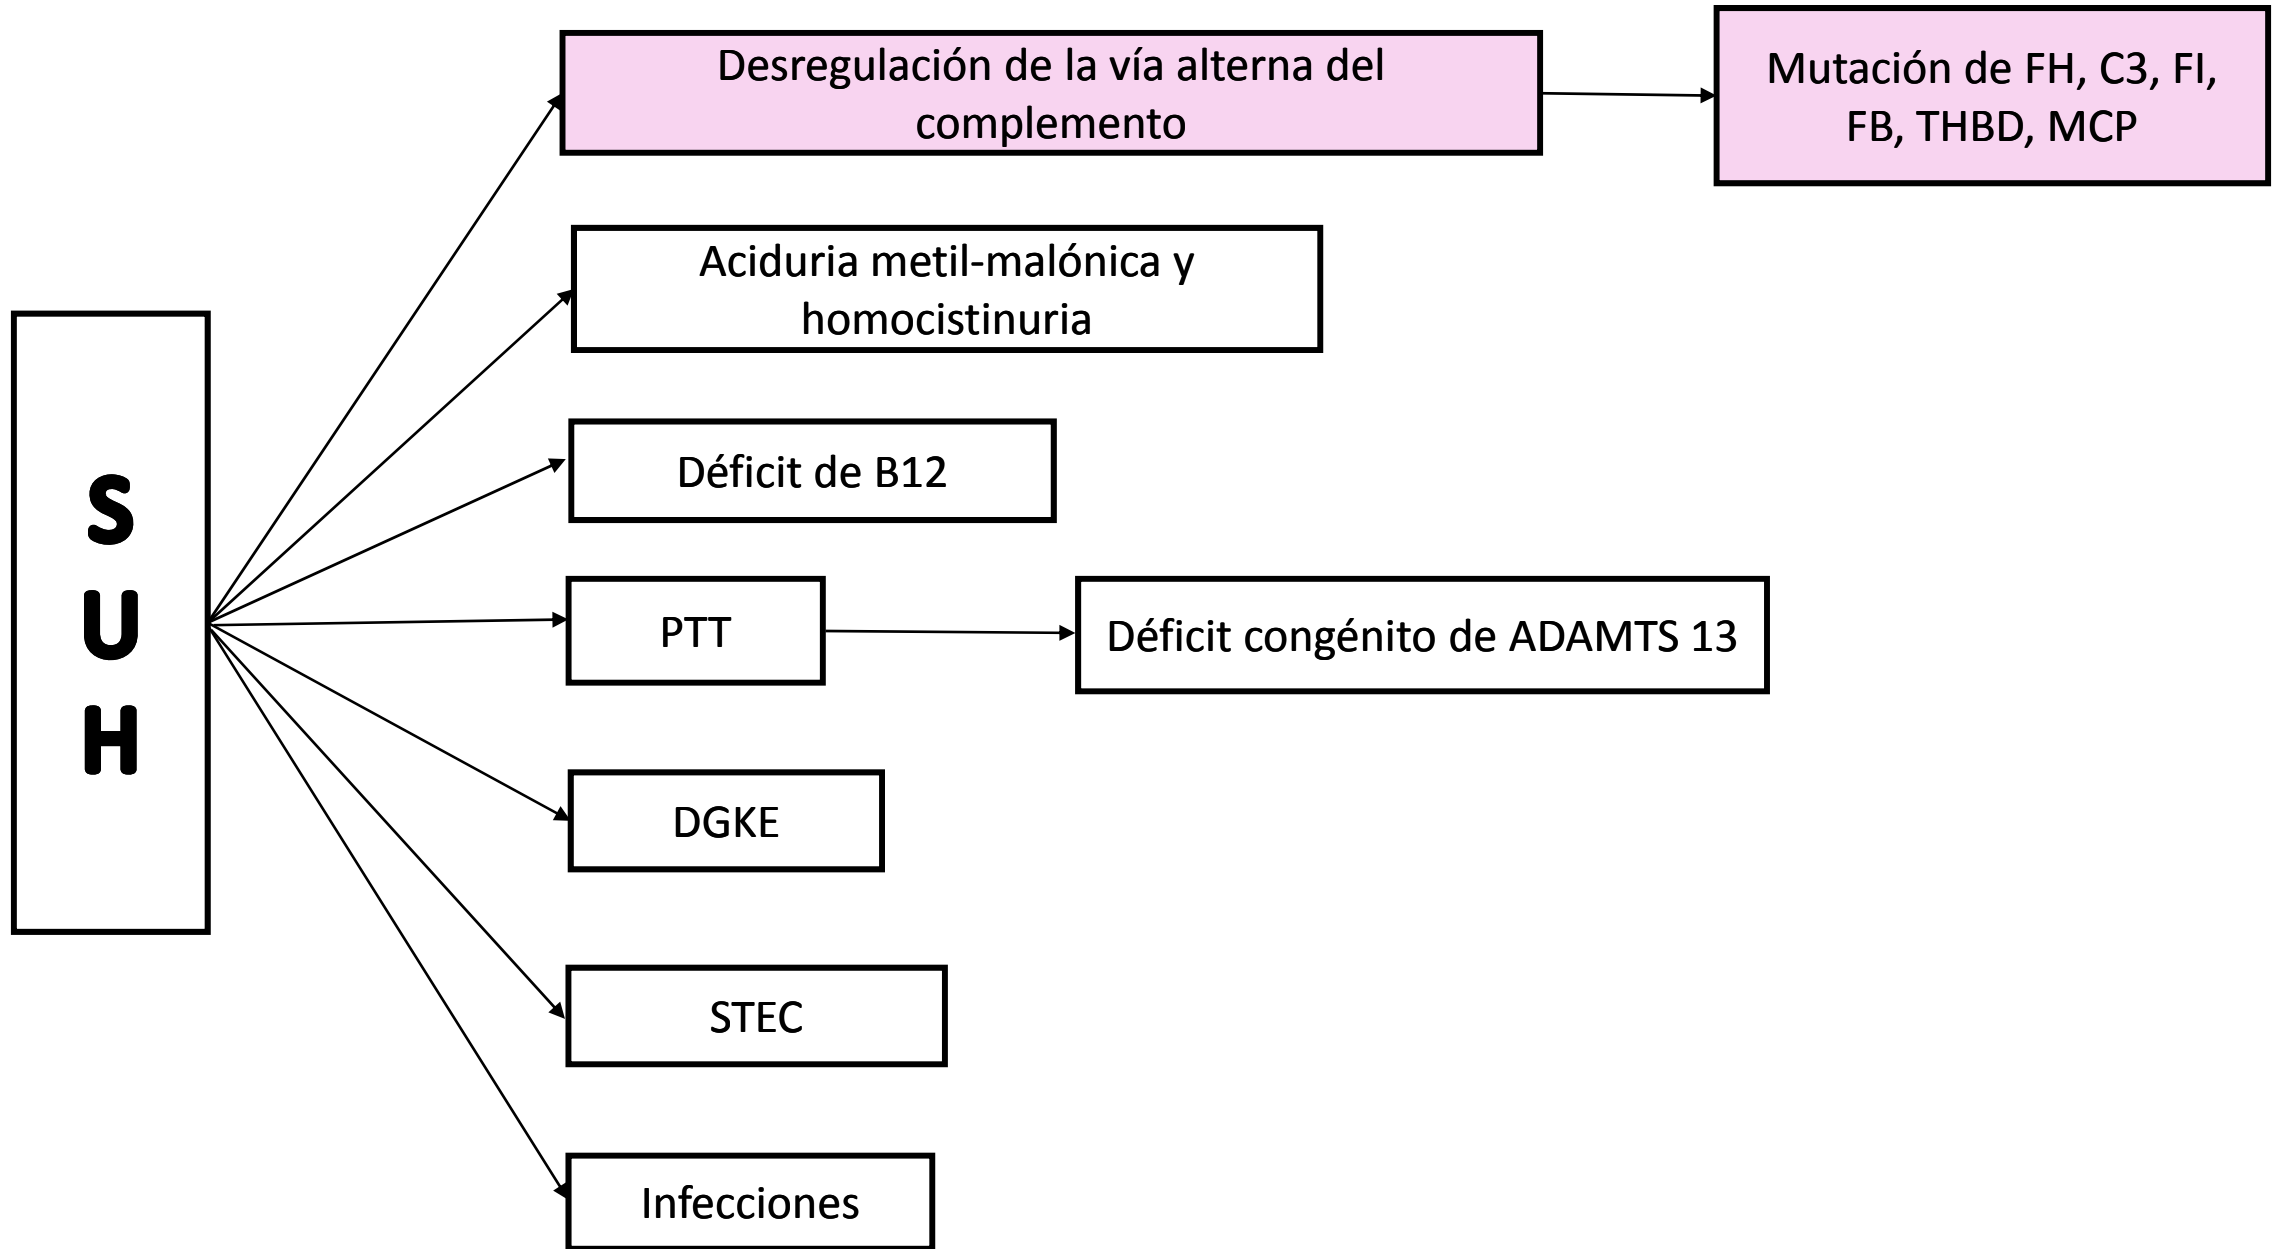 Desregulación de la vía alterna del
complemento
Mutación de FH, C3, FI,
FB, THBD, MCP
Aciduria metil-malónica y
homocistinuria
S
U
H
Déficit de B12
PTT
Déficit congénito de ADAMTS 13
DGKE
STEC
Infecciones